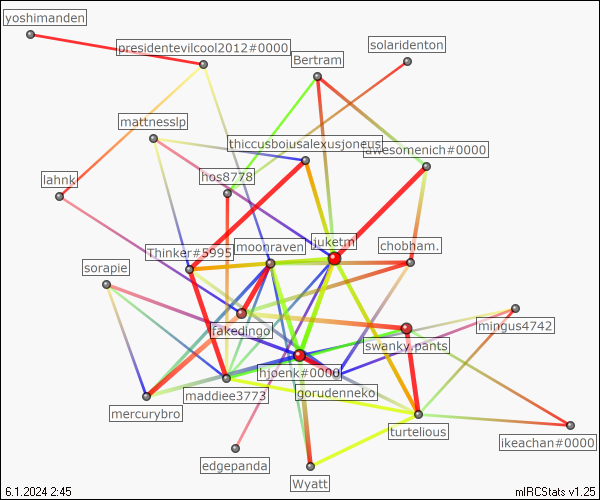 yoshimanden
presidentevilcool2012#0000
solaridenton
Bertram
mattnesslp
thiccusboiusalexusjoneus
awesomenich#0000
hos8778
lahnk
juketm
moonraven
chobham.
Thinker#5995
sorapie
fakedingo
mingus4742
swanky.pants
hjoenk#0000
gorudenneko
maddiee3773
mercurybro
turtelious
ikeachan#0000
edgepanda
Wyatt
6.1.2024 2:45
mIRCStats v1.25